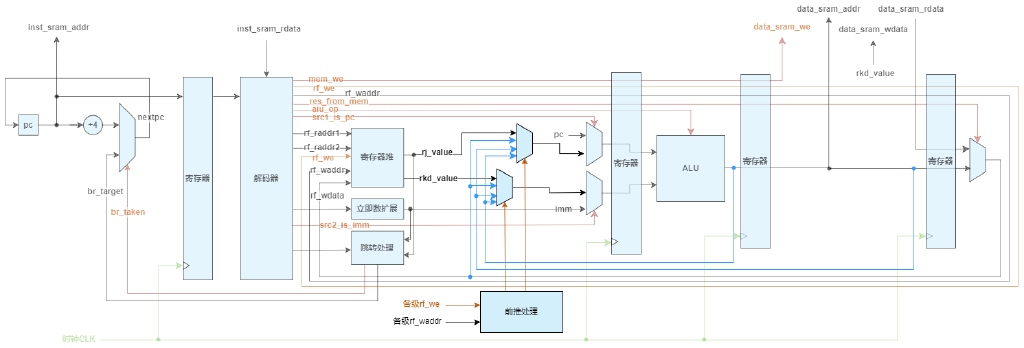 data_sram_addr
data_sram_rdata
inst_sram_addr
inst_sram_rdata
data_sram_we
data_sram_wdata
rkd_value
mem_we
rf_we
rf_waddr
res_from_mem
alu_op
src1_is_pc
nextpc
pc
+4
rf_raddr1
rf_raddr2
rf_we
rf_waddr
rf_wdata
寄存器堆
rj_value
rkd_value
pc
寄存器
解码器
寄存器
ALU
寄存器
寄存器
br_target
br_taken
立即数扩展
imm
src2_is_imm
跳转处理
各级rf_we
各级rf_waddr
前推处理
时钟CLK